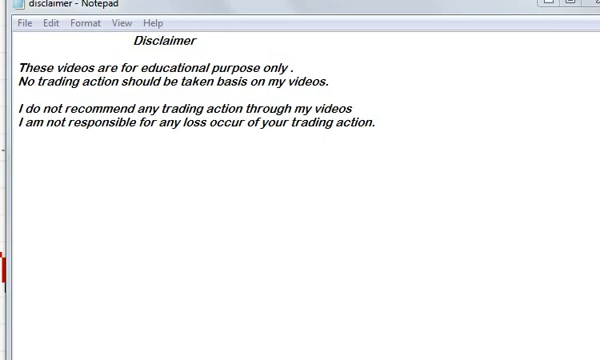 disclaimer - Notepad
File Edit Format View Help
Disclaimer
These videos are for educational purpose only .
No trading action should be taken basis on my videos.
I do not recommend any trading action through my videos
I am not responsible for any loss occur of your trading action.